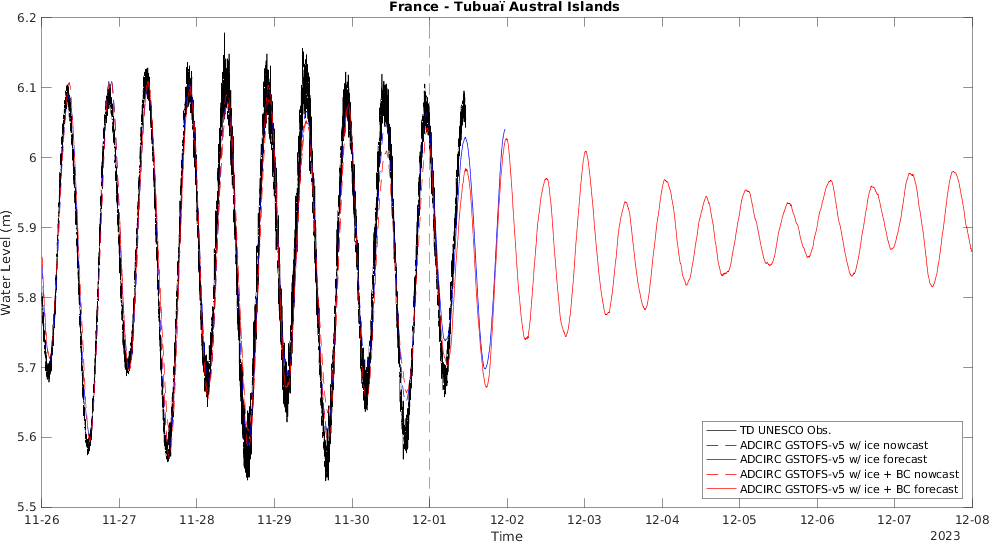 France - Tubuaï Austral Islands
Water Level (m)
6.2
6.1
6
5.9
5.8
5.7
5.6
5.5
11-26
11-27
11-28
11-29
11-30
12-01
12-02
12-03
12-04
12-05
12-06
12-07
12-08
Time
2023
TD UNESCO Obs.
ADCIRC GSTOFS-v5 w/ ice nowcast
ADCIRC GSTOFS-v5 w/ ice forecast
ADCIRC GSTOFS-v5 w/ ice + BC nowcast
ADCIRC GSTOFS-v5 w/ ice + BC forecast